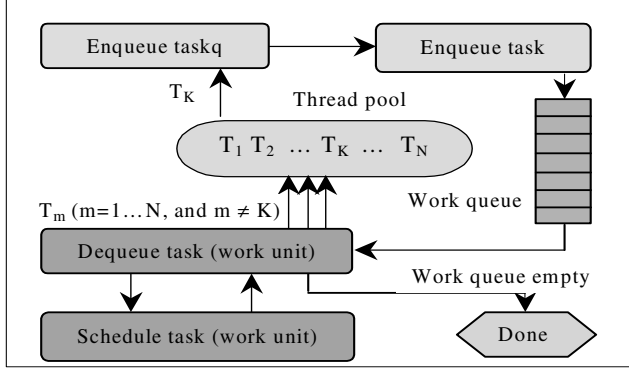 Enqueue taskq
Enqueue task
T_K
Thread pool
T_1 T_2 … T_K … T_N
Work queue
T_m (m=1…N, and m ≠ K)
Dequeue task (work unit)
Work queue empty
Schedule task (work unit)
Done